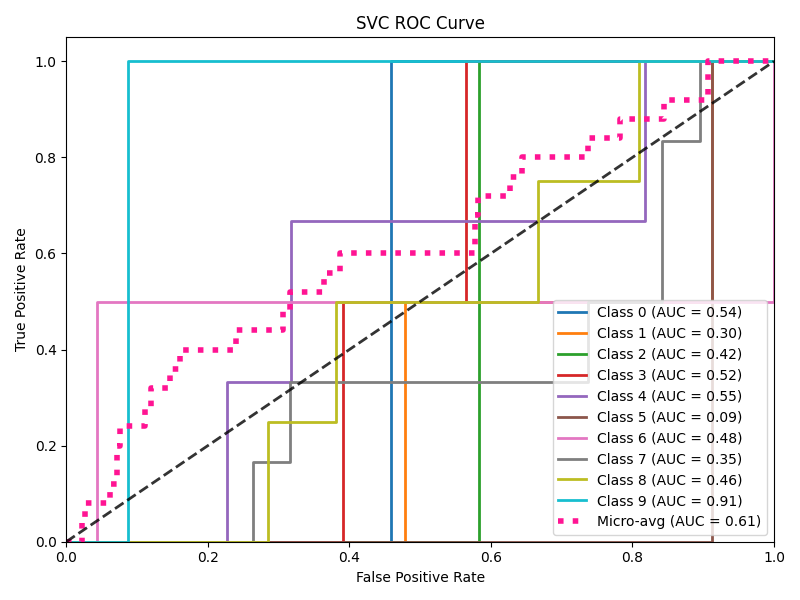 SVC ROC Curve
True Positive Rate
1.0
0.8
0.6
0.4
0.2
0.0
0.0
0.2
0.4
0.6
0.8
1.0
False Positive Rate
Class 0 (AUC = 0.54)
Class 1 (AUC = 0.30)
Class 2 (AUC = 0.42)
Class 3 (AUC = 0.52)
Class 4 (AUC = 0.55)
Class 5 (AUC = 0.09)
Class 6 (AUC = 0.48)
Class 7 (AUC = 0.35)
Class 8 (AUC = 0.46)
Class 9 (AUC = 0.91)
Micro-avg (AUC = 0.61)